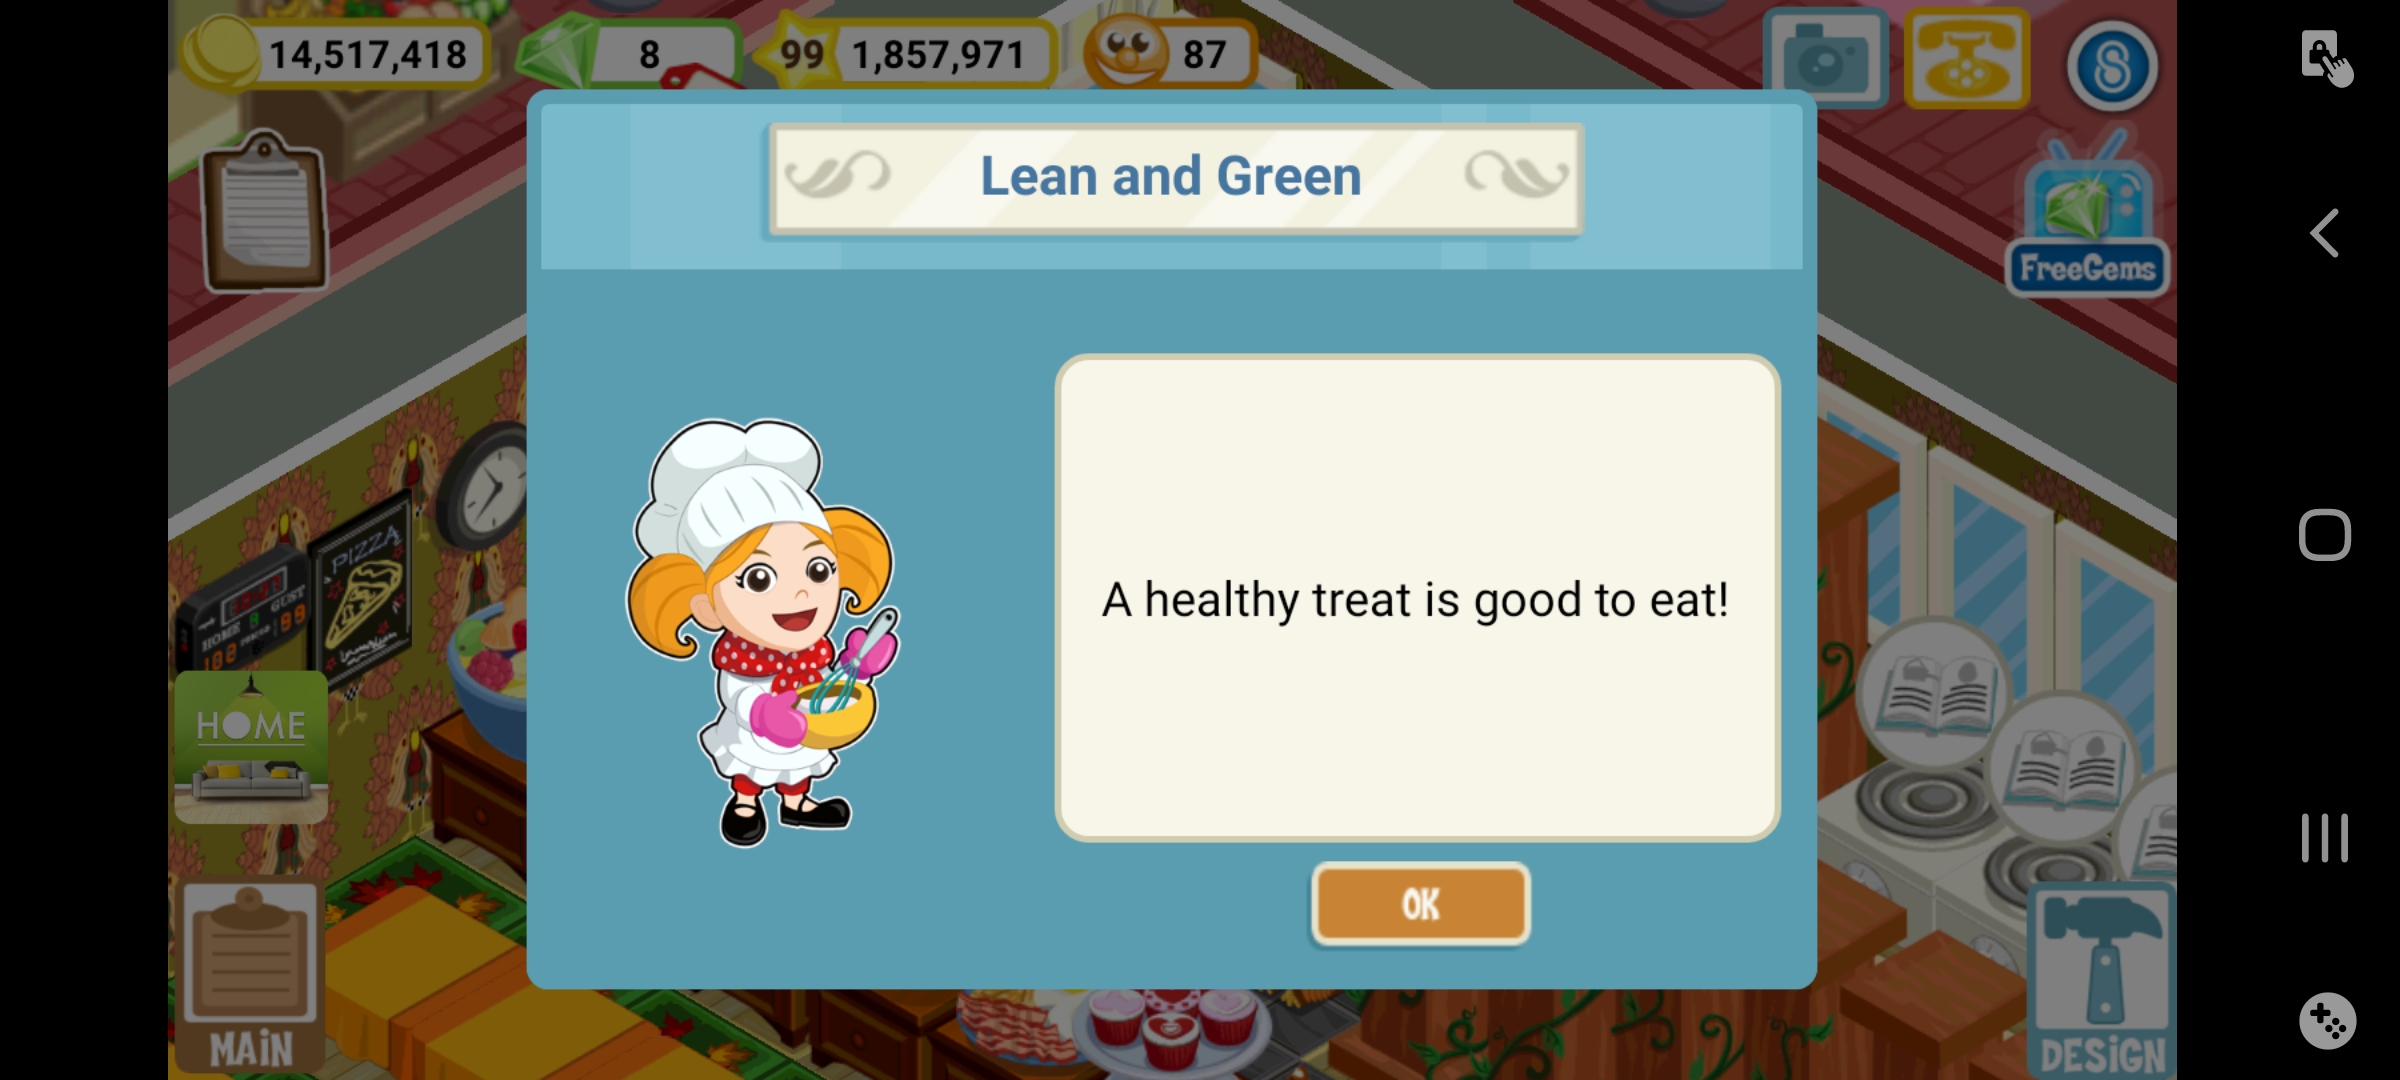 14,517,418
8
99 1,857,971
87
FreeGems
Lean and Green
A healthy treat is good to eat!
OK
PIZZA
HOME
HOME
MAIN
DESIGN